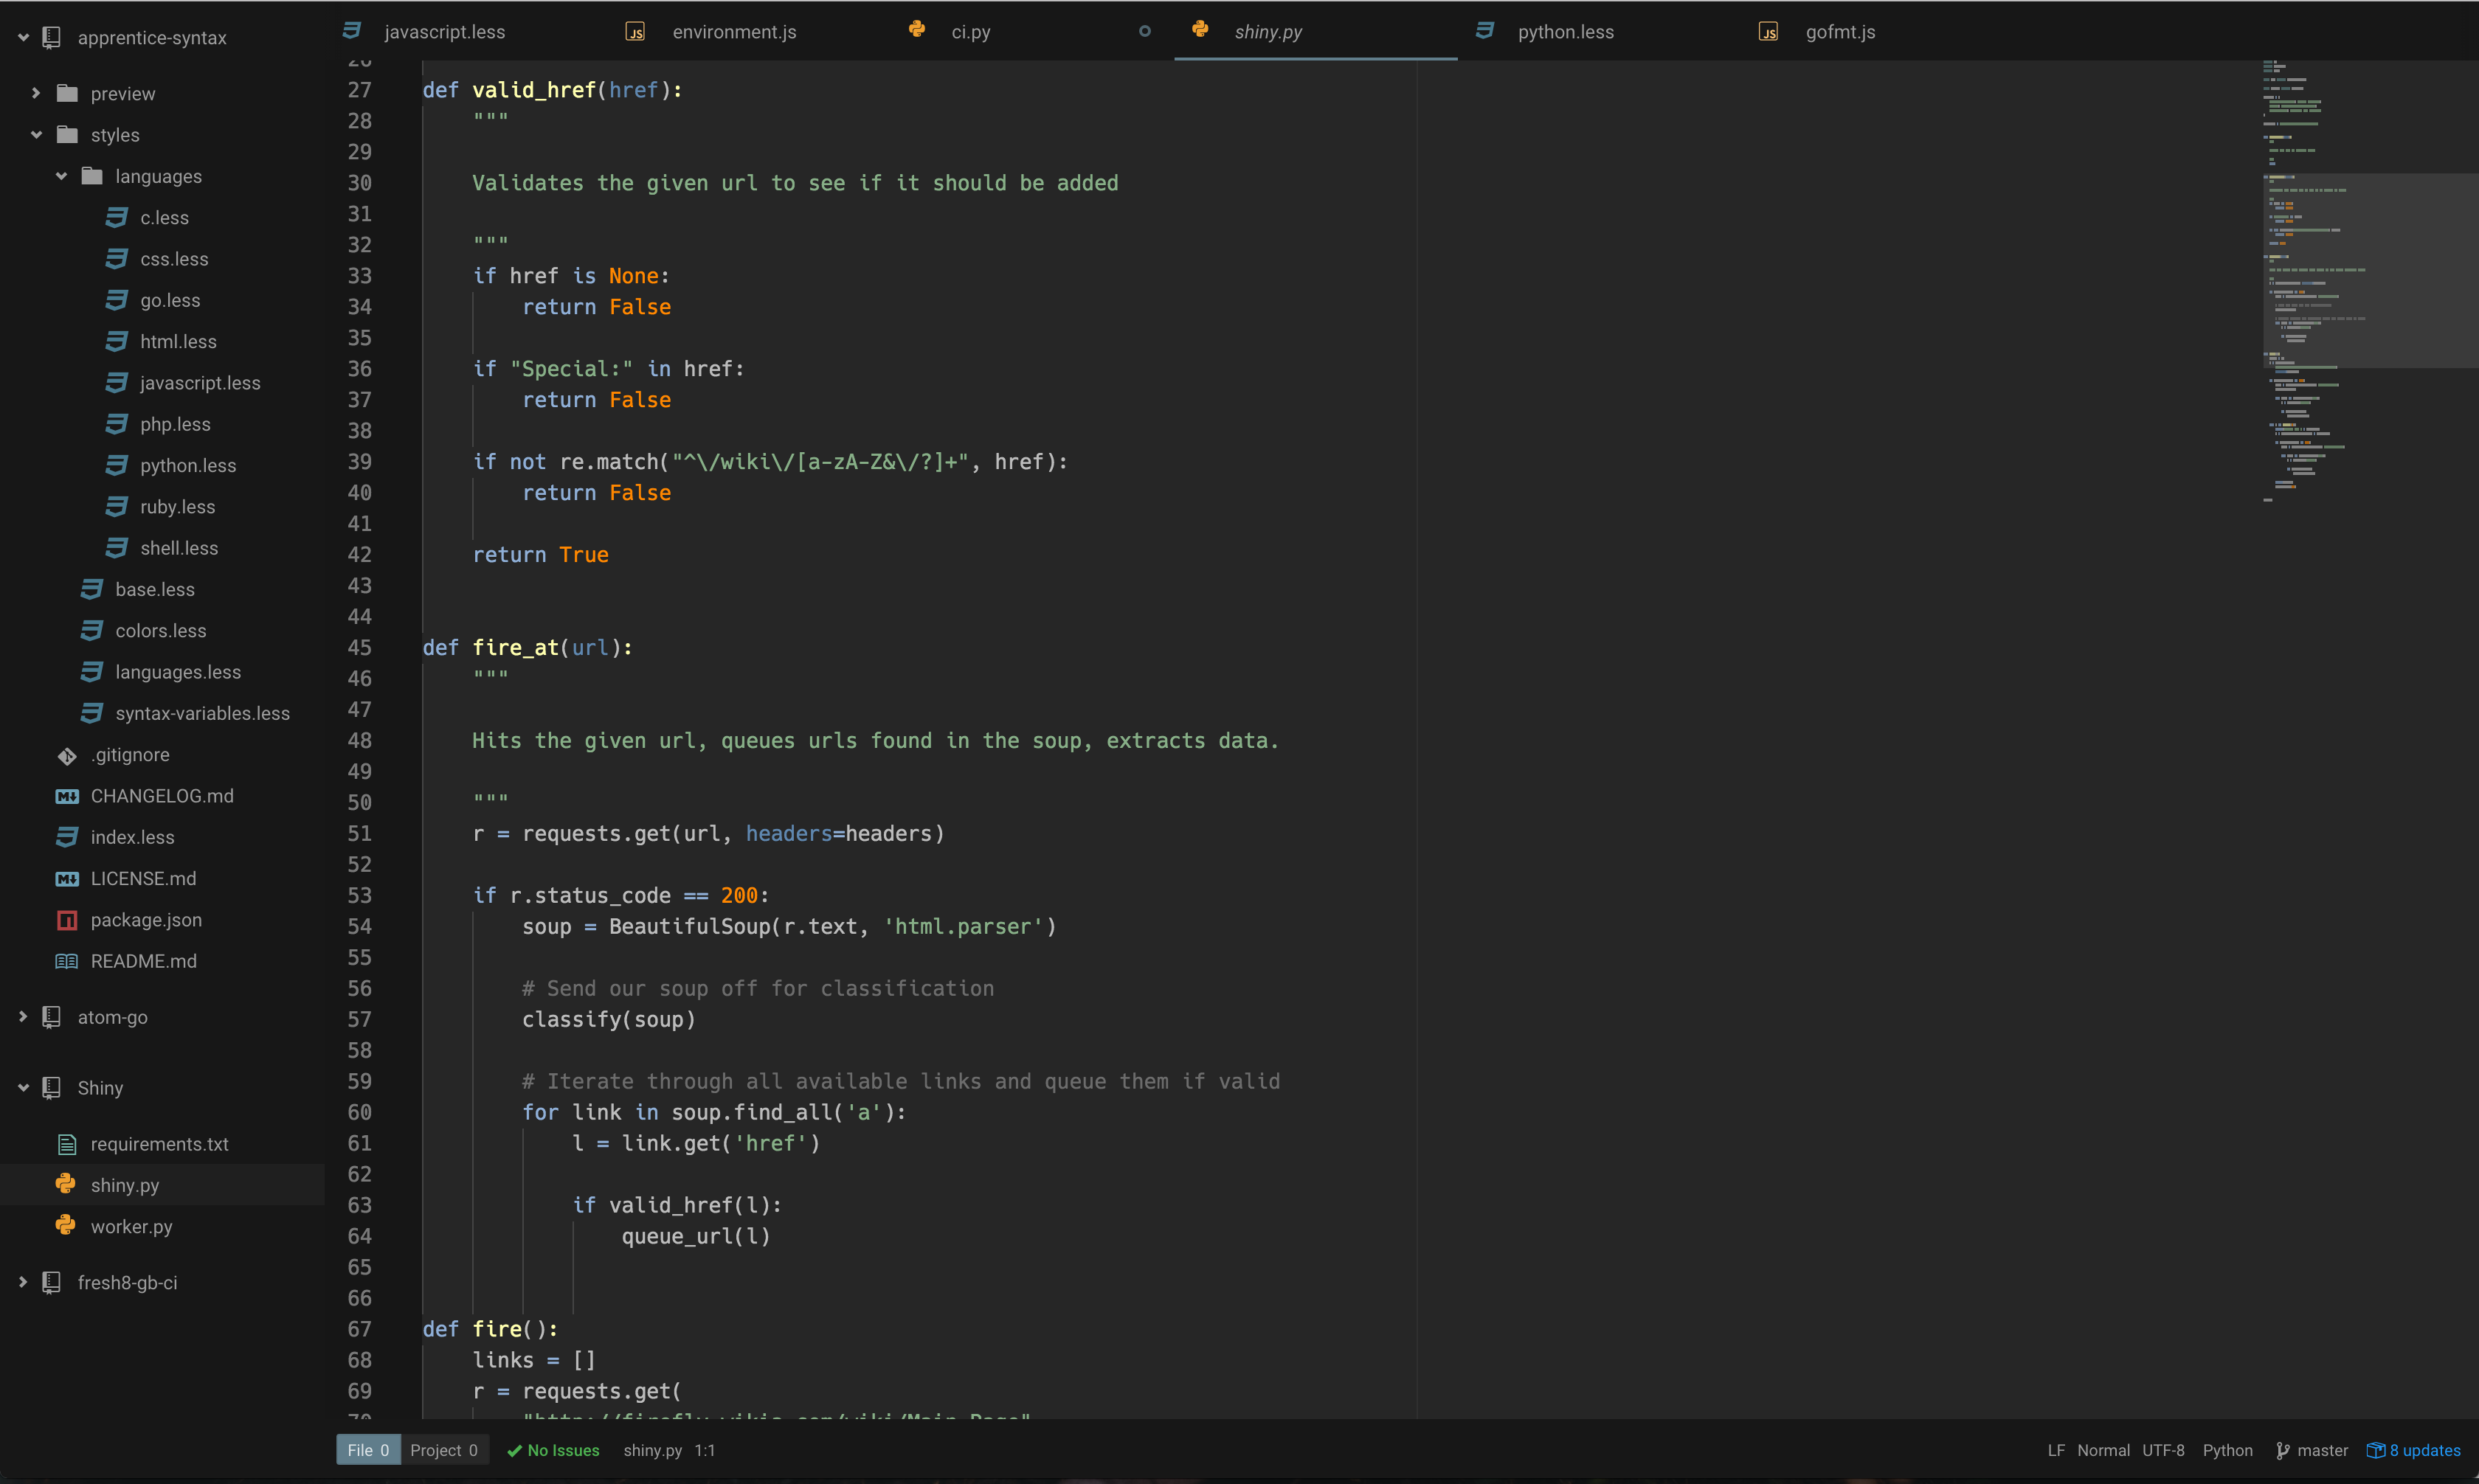 apprentice-syntax
preview
styles
languages
c.less
css.less
go.less
html.less
javascript.less
php.less
python.less
ruby.less
shell.less
base.less
colors.less
languages.less
syntax-variables.less
.gitignore
CHANGELOG.md
index.less
LICENSE.md
package.json
README.md
atom-go
Shiny
requirements.txt
shiny.py
worker.py
fresh8-gb-ci
javascript.less environment.js ci.py shiny.py python.less gofmt.js
26
27 def valid_href(href):
28 """
29
30 Validates the given url to see if it should be added
31
32 """
33 if href is None:
34 return False
35
36 if "Special:" in href:
37 return False
38
39 if not re.match("^\/wiki\/[a-zA-Z&\/?]+", href):
40 return False
41
42 return True
43
44
45 def fire_at(url):
46 """
47
48 Hits the given url, queues urls found in the soup, extracts data.
49
50 """
51 r = requests.get(url, headers=headers)
52
53 if r.status_code == 200:
54 soup = BeautifulSoup(r.text, 'html.parser')
55
56 # Send our soup off for classification
57 classify(soup)
58
59 # Iterate through all available links and queue them if valid
60 for link in soup.find_all('a'):
61 l = link.get('href')
62
63 if valid_href(l):
64 queue_url(l)
65
66
67 def fire():
68 links = []
69 r = requests.get(
70 "http://firefly.wikia.com/wiki/Main_Page"
File 0 Project 0 No Issues shiny.py 1:1 LF Normal UTF-8 Python master 8 updates